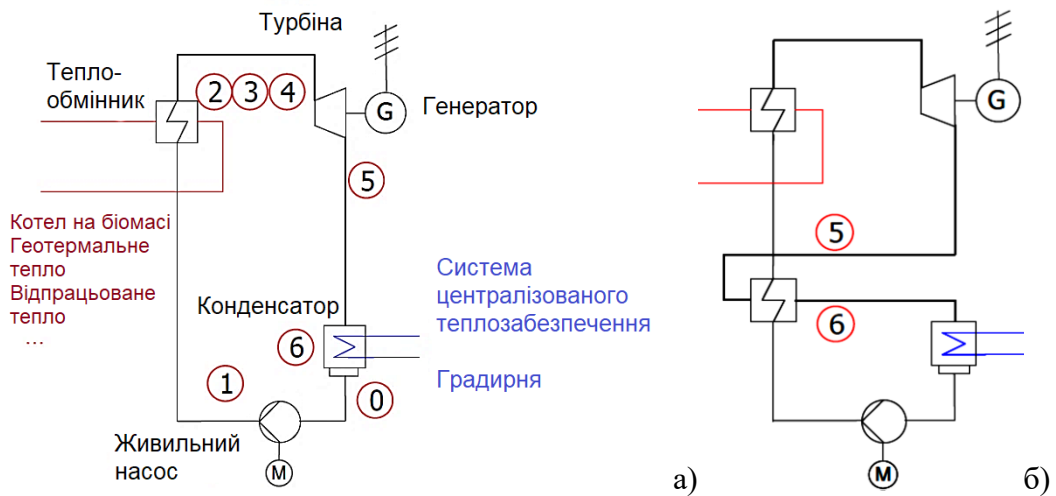 Турбіна
Тепло-
обмінник
2 3 4
G
Генератор
5
Котел на біомасі
Геотермальне
тепло
Відпрацьоване
тепло
...
Система
централізованого
теплозабезпечення
Конденсатор
6
Градирня
1
0
Живильний
насос
M
а)
G
5
6
M
б)